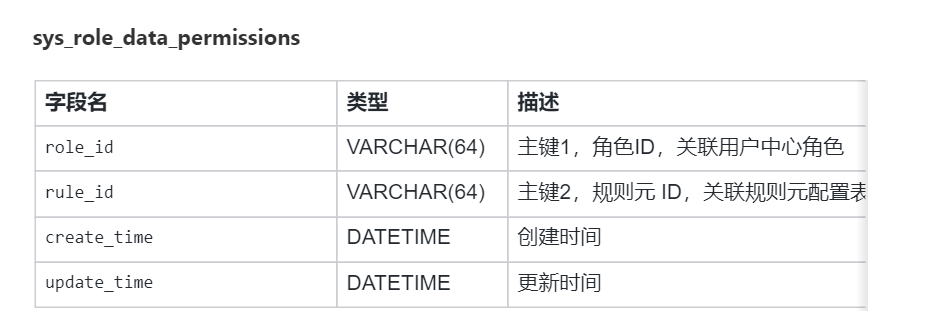 sys_role_data_permissions
字段名 类型 描述
role_id VARCHAR(64) 主键1，角色ID，关联用户中心角色
rule_id VARCHAR(64) 主键2，规则元 ID，关联规则元配置表
create_time DATETIME 创建时间
update_time DATETIME 更新时间